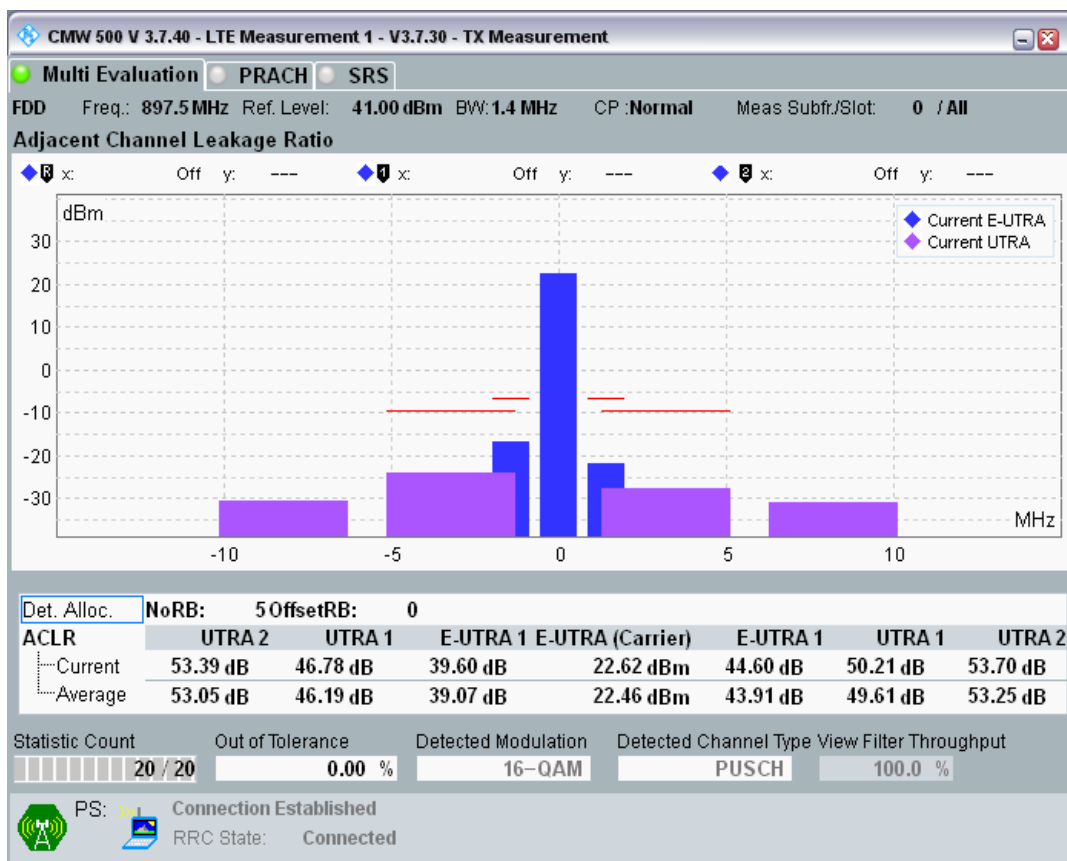 CMW 500 V 3.7.40 - LTE Measurement 1 - V3.7.30 - TX Measurement
Multi Evaluation PRACH SRS
FDD Freq.: 897.5 MHz Ref. Level: 41.00 dBm BW: 1.4 MHz CP :Normal Meas Subfr./Slot: 0 / All
Adjacent Channel Leakage Ratio
R x: Off y: --- 1 x: Off y: --- 2 x: Off y: ---
dBm
Current E-UTRA
Current UTRA
30
20
10
0
-10
-20
-30
MHz
-10 -5 0 5 10
Det. Alloc. NoRB: 5 OffsetRB: 0
ACLR UTRA 2 UTRA 1 E-UTRA 1 E-UTRA (Carrier) E-UTRA 1 UTRA 1 UTRA 2
Current 53.39 dB 46.78 dB 39.60 dB 22.62 dBm 44.60 dB 50.21 dB 53.70 dB
Average 53.05 dB 46.19 dB 39.07 dB 22.46 dBm 43.91 dB 49.61 dB 53.25 dB
Statistic Count Out of Tolerance Detected Modulation Detected Channel Type View Filter Throughput
20 / 20 0.00 % 16-QAM PUSCH 100.0 %
PS: Connection Established
RRC State: Connected